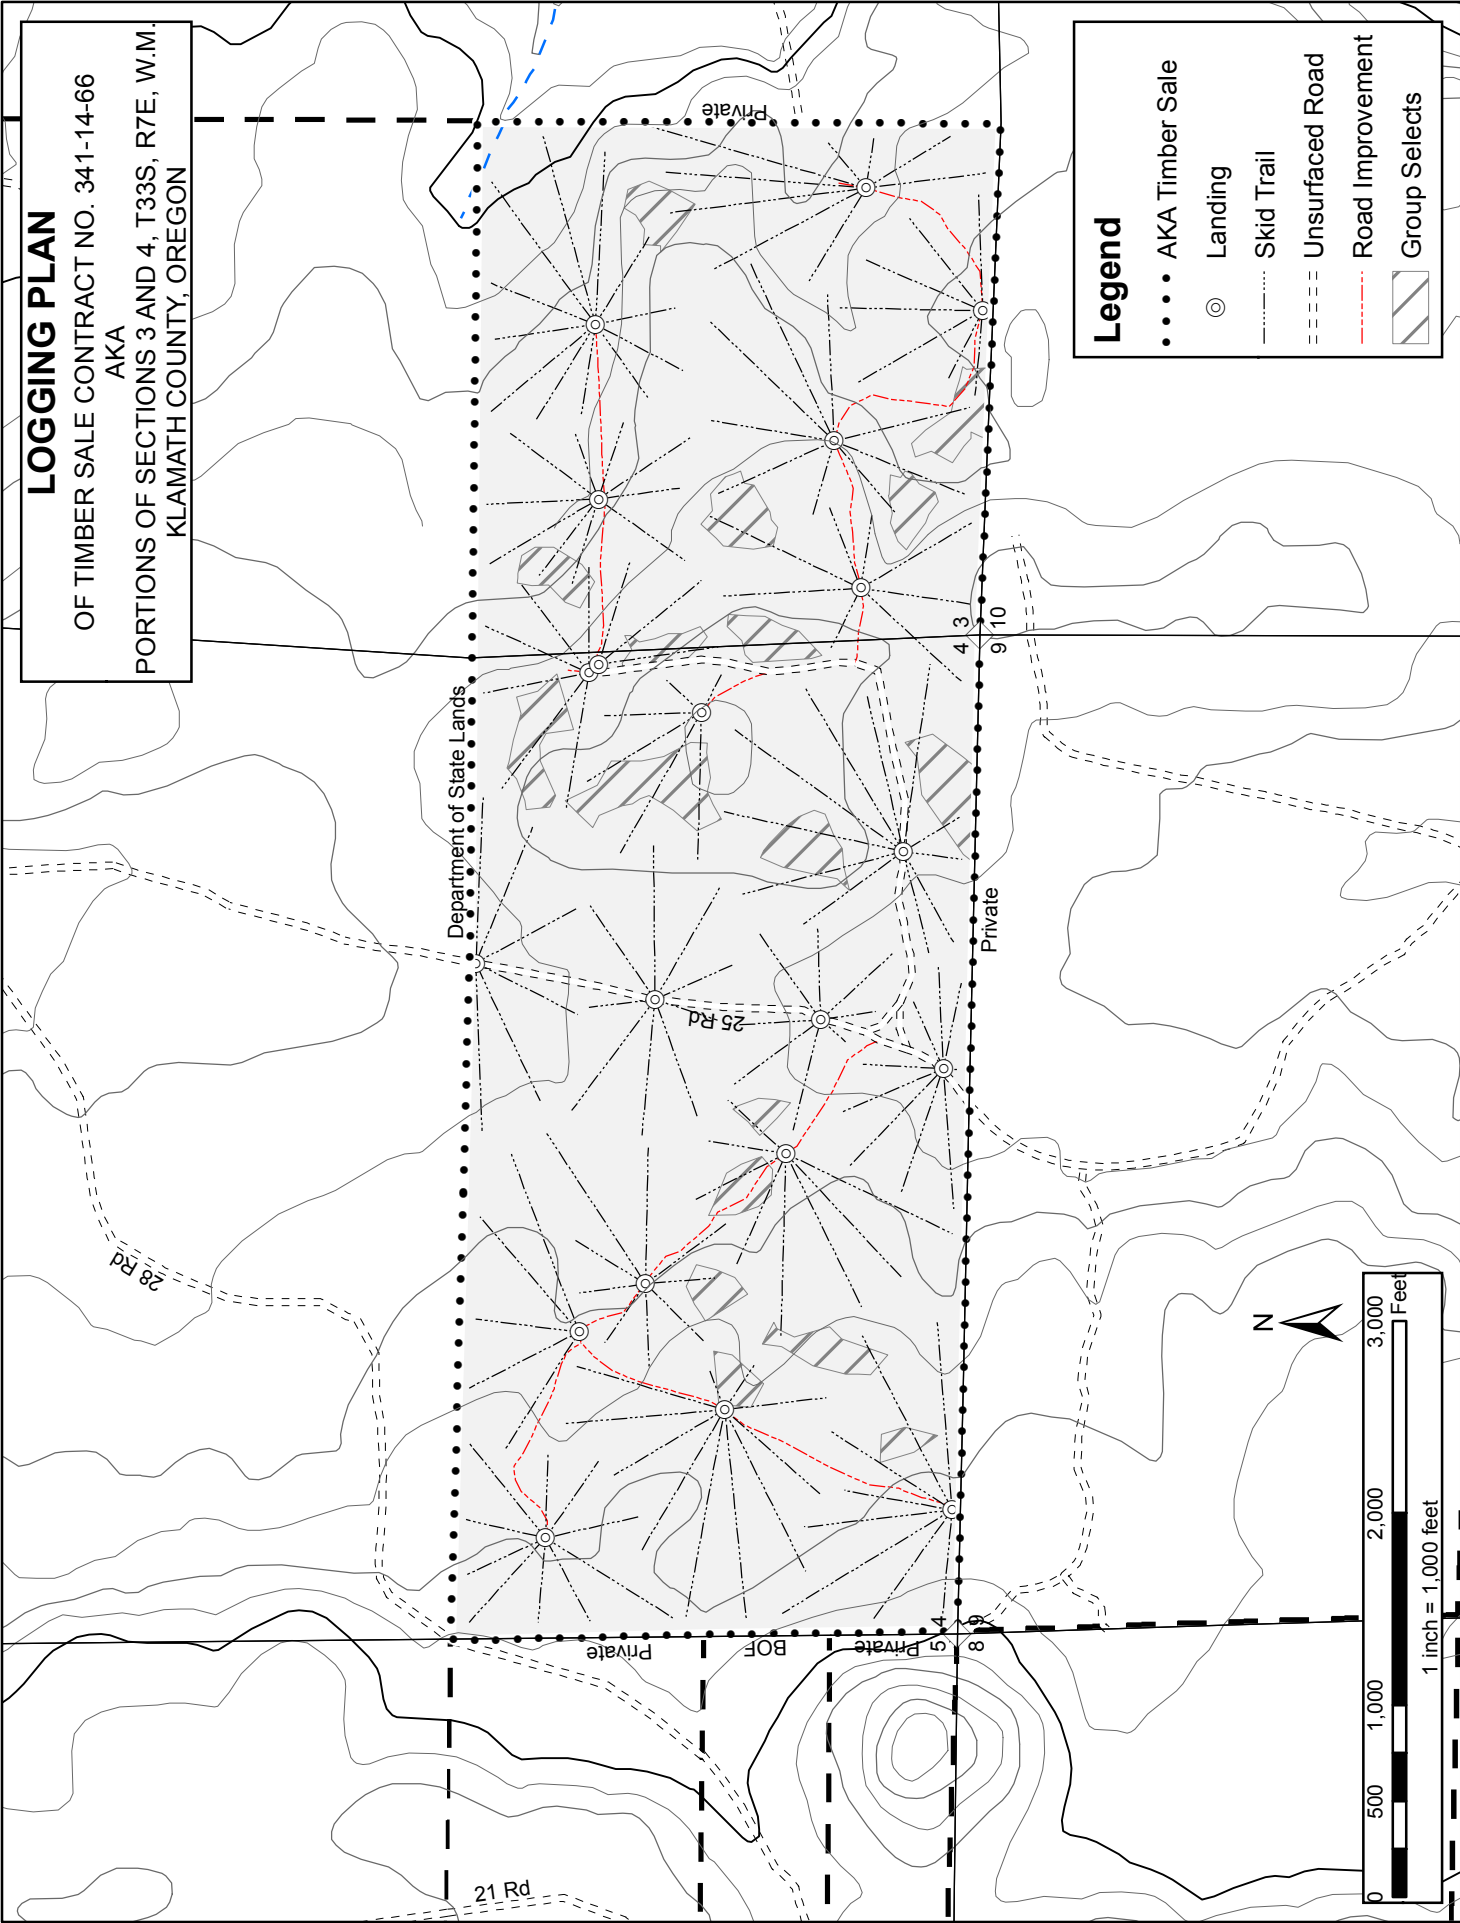 LOGGING PLAN
OF TIMBER SALE CONTRACT NO. 341-14-66
AKA
PORTIONS OF SECTIONS 3 AND 4, T33S, R7E, W.M.
KLAMATH COUNTY, OREGON
28 Rd
Department of State Lands
Private
Private
BOF
Private
25 Rd
21 Rd
5 4
8 9
4 3
9 10
Private
N
0 500 1,000 2,000 3,000
Feet
1 inch = 1,000 feet
Legend
AKA Timber Sale
Landing
Skid Trail
Unsurfaced Road
Road Improvement
Group Selects